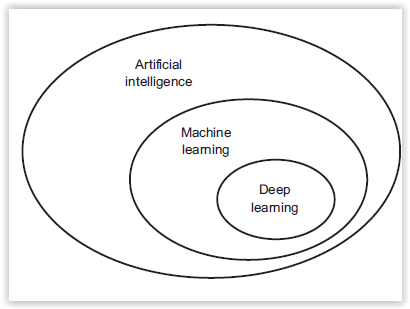 Artificial
intelligence
Machine
learning
Deep
learning